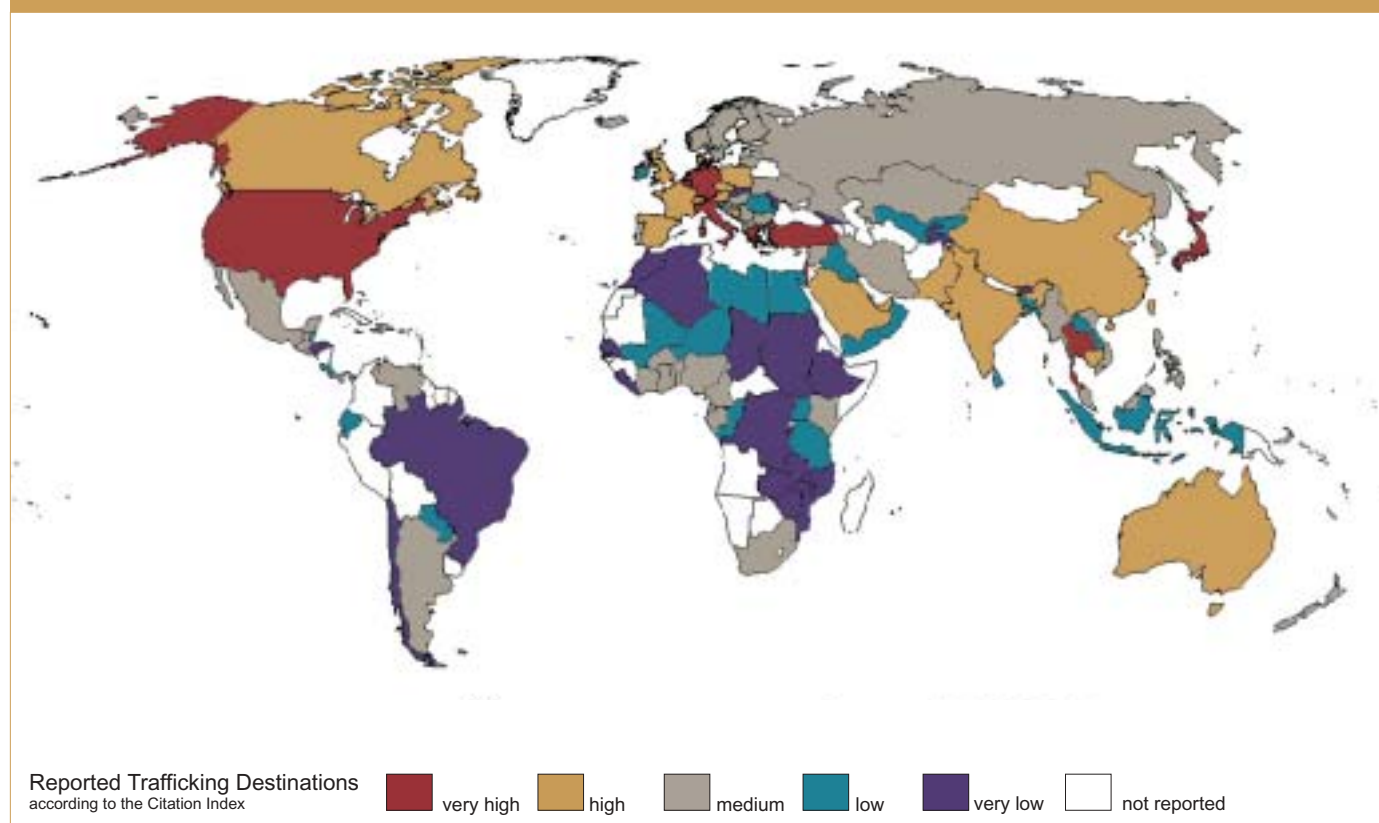 Reported Trafficking Destinations
according to the Citation Index
very high
high
medium
low
very low
not reported